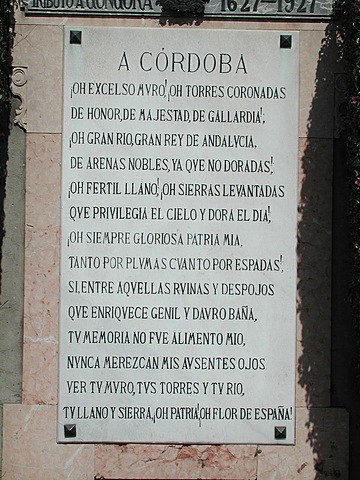 TRIBUTO A GONGORA 1627-1927
A CÓRDOBA
¡OH EXCELSO MVRO!¡OH TORRES CORONADAS
DE HONOR, DE MAJESTAD, DE GALLARDIA!,
¡OH GRAN RIO, GRAN REY DE ANDALVCIA,
DE ARENAS NOBLES, YA QVE NO DORADAS!,
¡OH FERTIL LLANO!,¡OH SIERRAS LEVANTADAS
QVE PRIVILEGIA EL CIELO Y DORA EL DIA!,
¡OH SIEMPRE GLORIOSA PATRIA MIA,
TANTO POR PLVMAS CVANTO POR ESPADAS!,
SI, ENTRE AQVELLAS RVINAS Y DESPOJOS
QVE ENRIQVECE GENIL Y DAVRO BAÑA,
TV MEMORIA NO FVE ALIMENTO MIO,
NVNCA MEREZCAN MIS AVSENTES OJOS
VER TV MVRO, TVS TORRES Y TV RIO,
TV LLANO Y SIERRA,¡OH PATRIA!¡OH FLOR DE ESPAÑA!